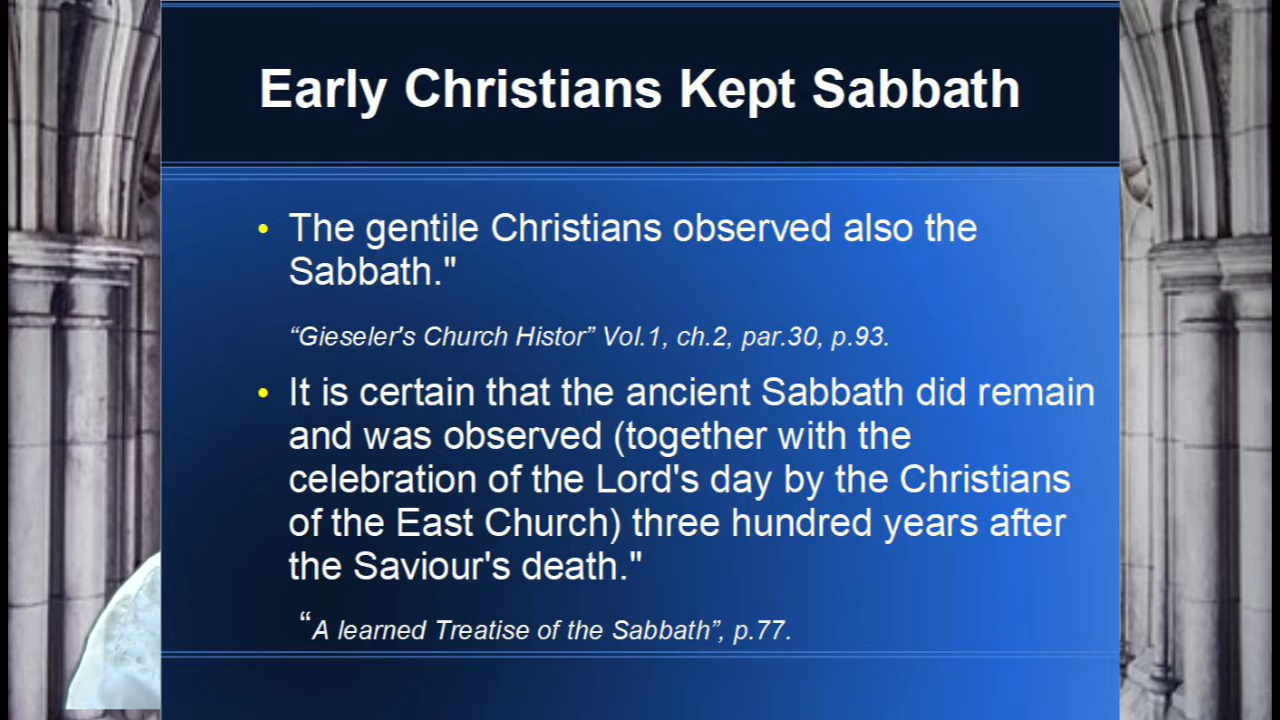 Early Christians Kept Sabbath
• The gentile Christians observed also the
Sabbath."
“Gieseler's Church Histor” Vol.1, ch.2, par.30, p.93.
• It is certain that the ancient Sabbath did remain
and was observed (together with the
celebration of the Lord's day by the Christians
of the East Church) three hundred years after
the Saviour's death."
“A learned Treatise of the Sabbath”, p.77.